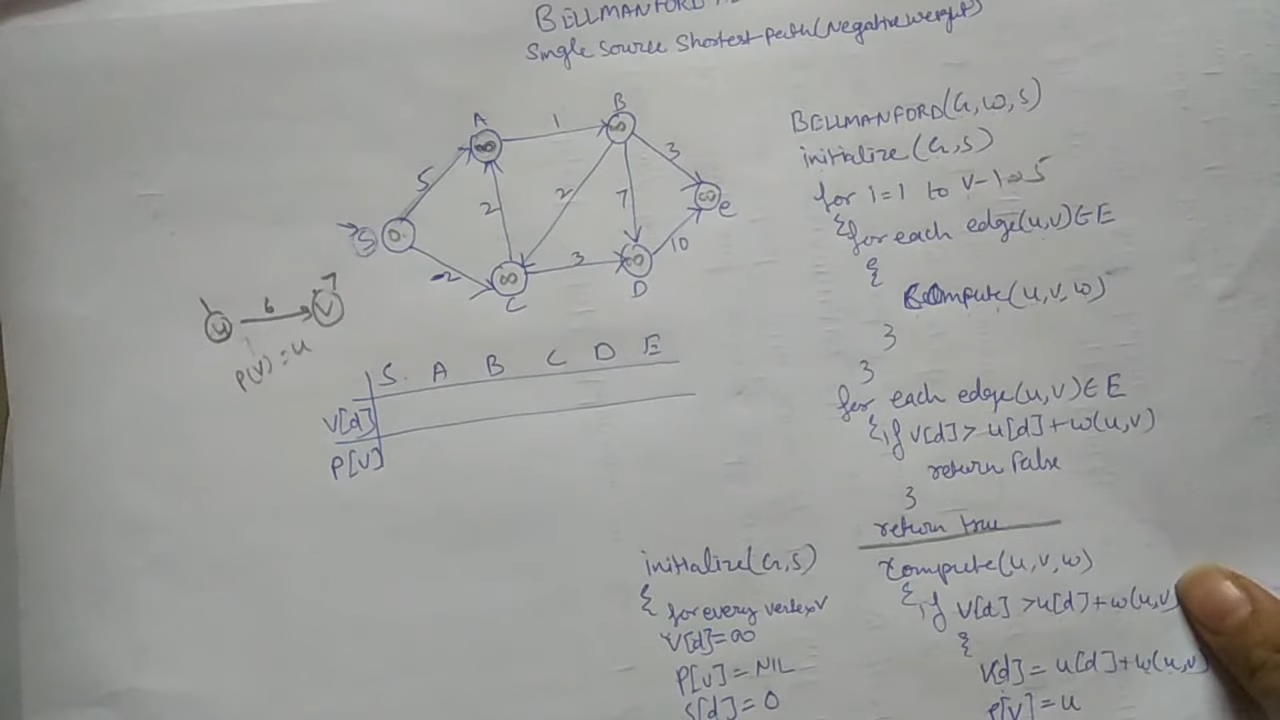 BELLMANFORD
Single Source Shortest path(Negative weight)
A
1
B
5
3
2
2
7
S
0
e
-2
3
10
C
D
∞
∞
∞
∞
∞
u
6
V
7
P(V)=u
S. A B C D E
V[d]
P[V]
BELLMANFORD(G,W,S)
initialize(G,S)
for i=1 to V-1=>5
{for each edge(u,v)∈E
{
Compute(u,v,w)
}
}
for each edge(u,v)∈E
{if v[d]>u[d]+w(u,v)
return False
}
return true
initialize(G,S)
{ for every vertex V
V[d]=∞
P[V]=NIL
S[d]=0
Compute(u,v,w)
{if V[d]>u[d]+w(u,v)
{
V[d]=u[d]+w(u,v)
P[V]=u